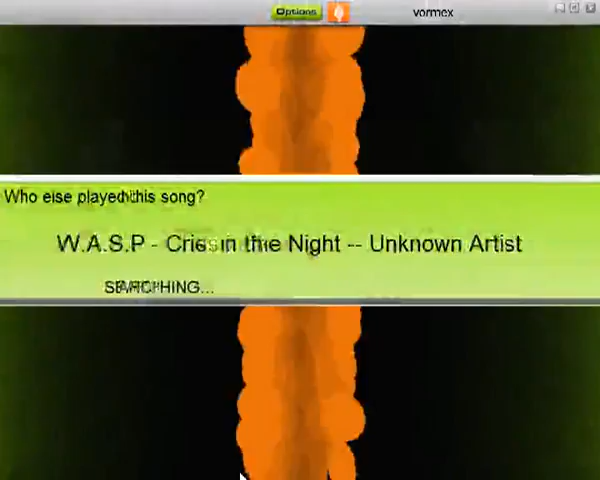 Options
vormex
Who else played this song?
W.A.S.P - Cries in the Night -- Unknown Artist
SEARCHING...